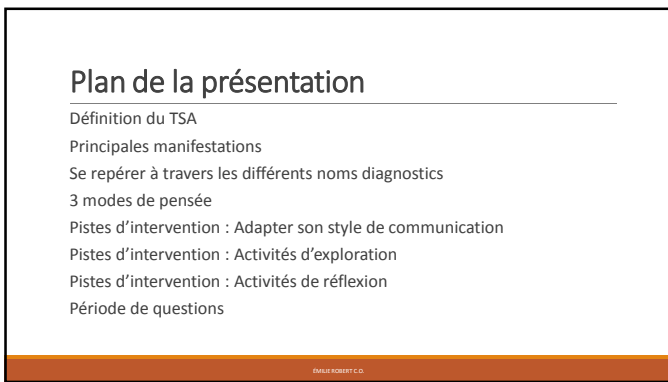 Plan de la présentation
Définition du TSA
Principales manifestations
Se repérer à travers les différents noms diagnostics
3 modes de pensée
Pistes d’intervention : Adapter son style de communication
Pistes d’intervention : Activités d’exploration
Pistes d’intervention : Activités de réflexion
Période de questions
ÉMILIE ROBERT C.O.